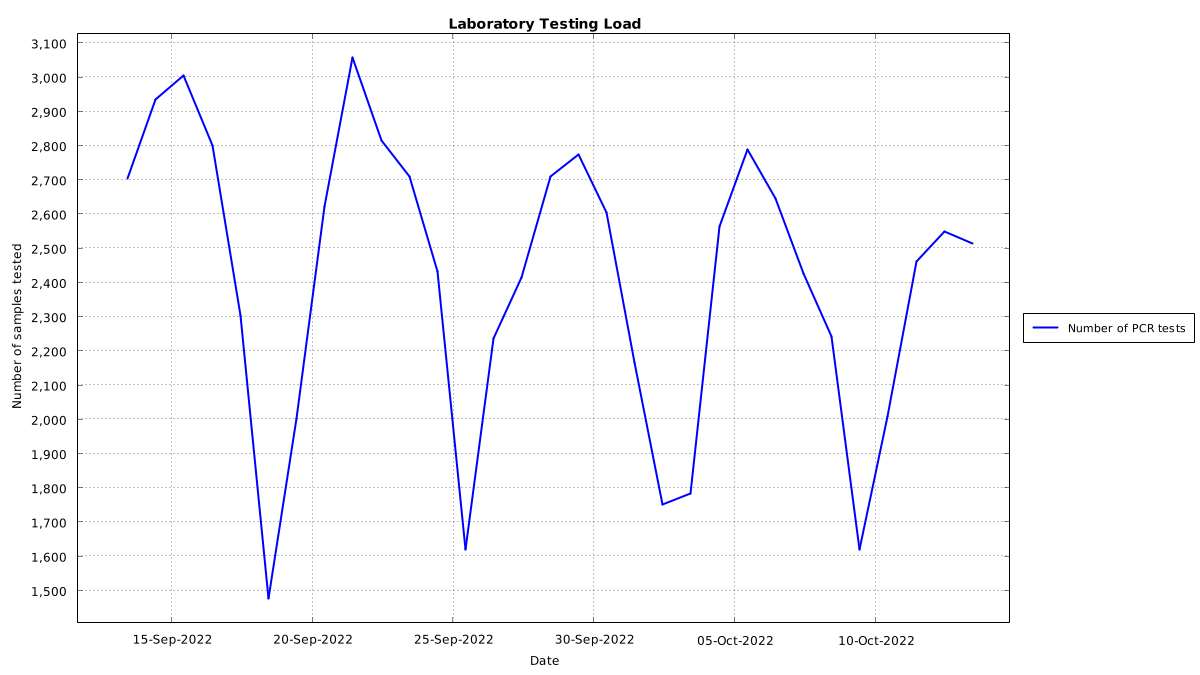 Laboratory Testing Load
3,100
3,000
2,900
2,800
2,700
2,600
2,500
2,400
2,300
2,200
2,100
2,000
1,900
1,800
1,700
1,600
1,500
Number of samples tested
15-Sep-2022
20-Sep-2022
25-Sep-2022
30-Sep-2022
05-Oct-2022
10-Oct-2022
Date
Number of PCR tests